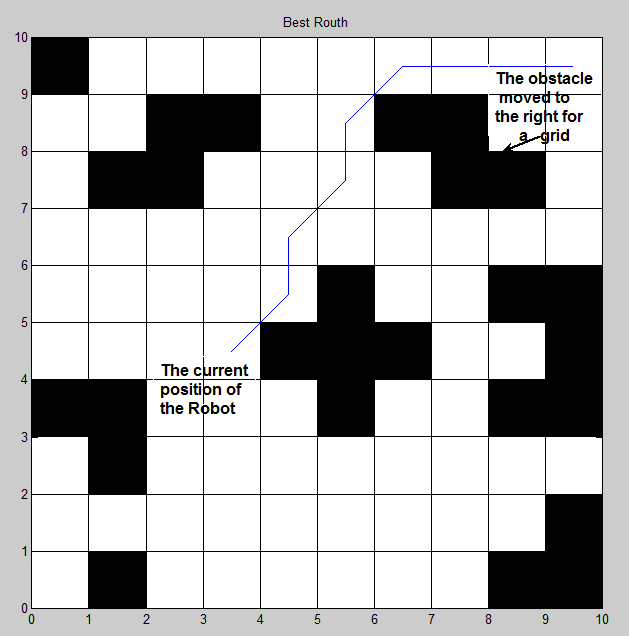 Best Routh
10
9
The obstacle
moved to
the right for
a grid
8
7
6
5
The current
position of
the Robot
4
3
2
1
0
0 1 2 3 4 5 6 7 8 9 10